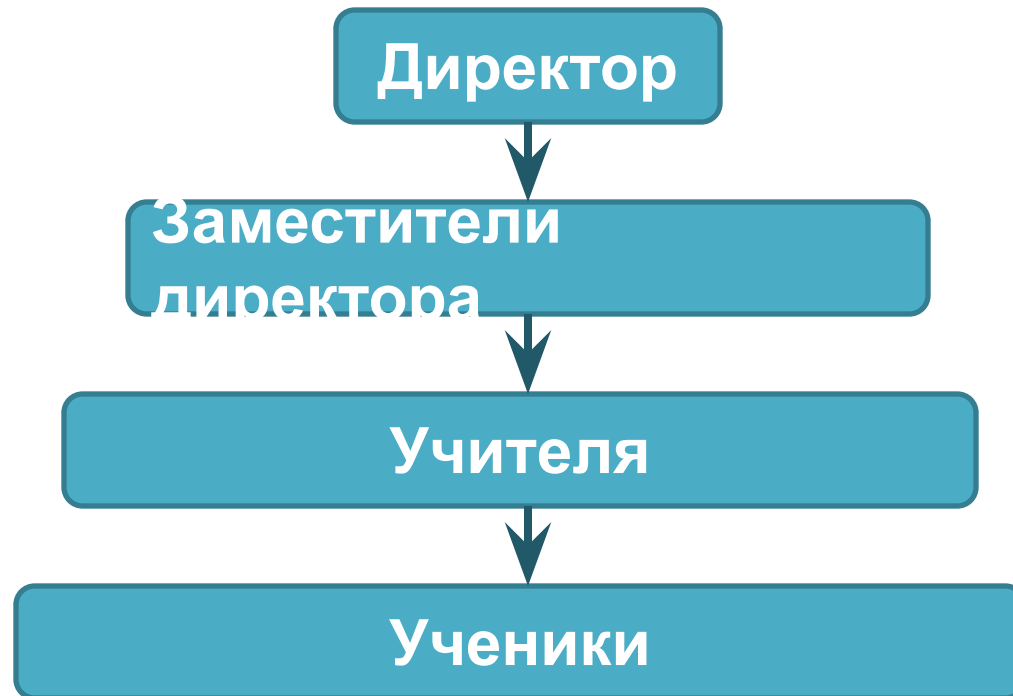 Директор
Заместители
директора
Учителя
Ученики